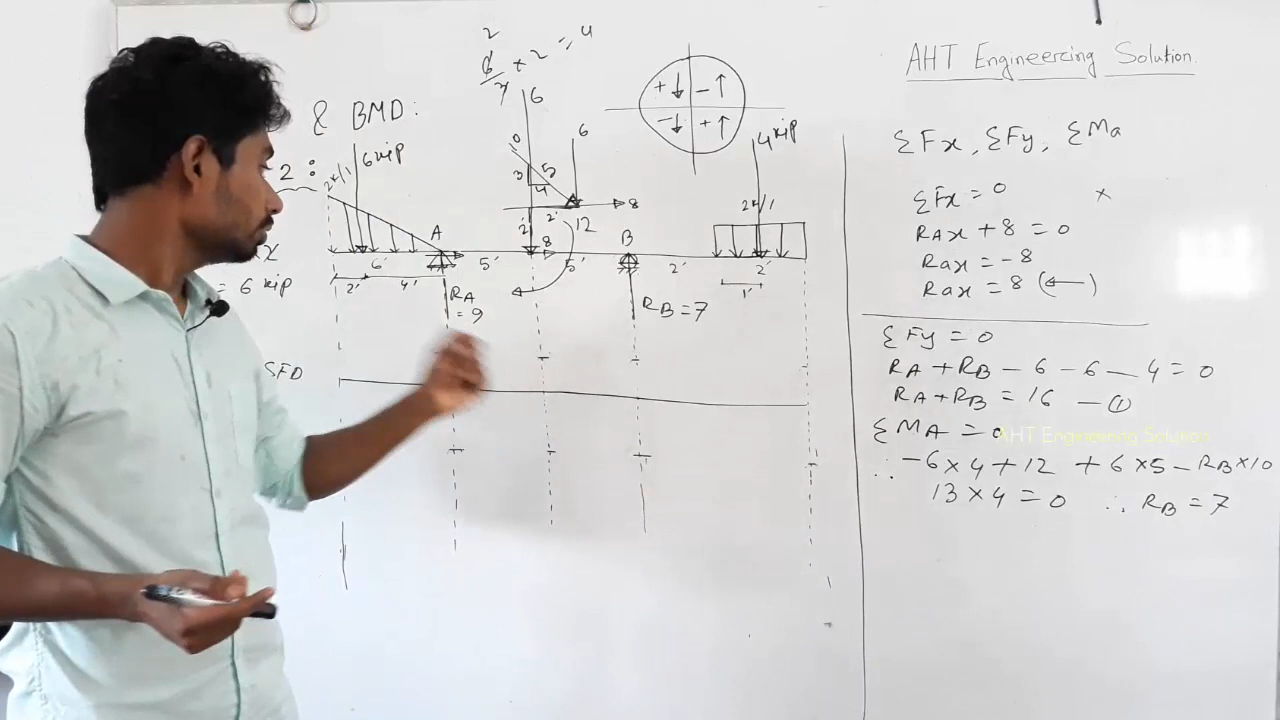 AHT Engineering Solution.
& BMD:
2:
6/ + 2 = 4
2
6
6
10
3
5
4
8
2'
12
2'
8
+↓ -↑
-↓ +↑
2K/1
6 kip
4 kip
2K/1
A
B
6'
5'
5'
2'
2'
2'
4'
1'
= 6 kip
RA
= 9
RB = 7
SFD
ΣFx, ΣFy, ΣMa
ΣFx = 0
RAx + 8 = 0
Rax = -8
Rax = 8 (←)
ΣFy = 0
RA + RB - 6 - 6 - 4 = 0
RA + RB = 16 - ①
ΣMA = 0
AHT Engineering Solution
∴ -6×4+12 + 6×5 - RB×10
13×4 = 0 ∴ RB = 7